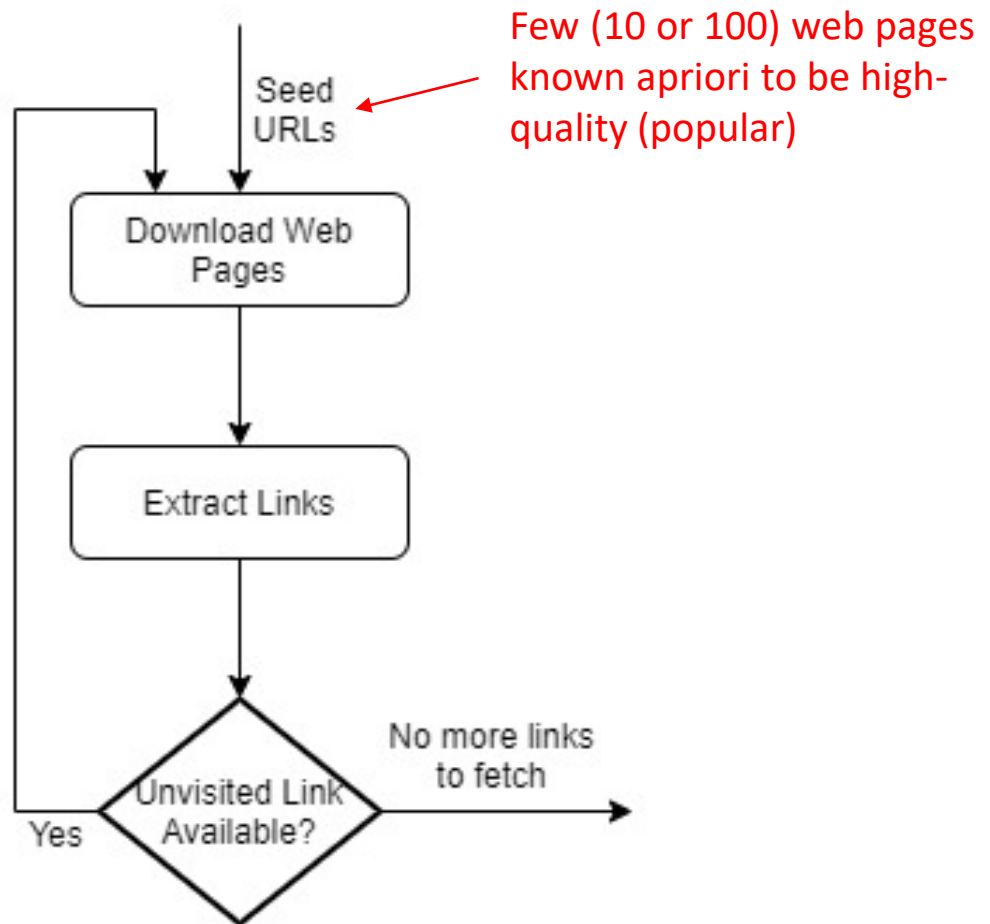 Few (10 or 100) web pages
known apriori to be high-
quality (popular)
Seed
URLs
Download Web
Pages
Extract Links
No more links
to fetch
Unvisited Link
Available?
Yes